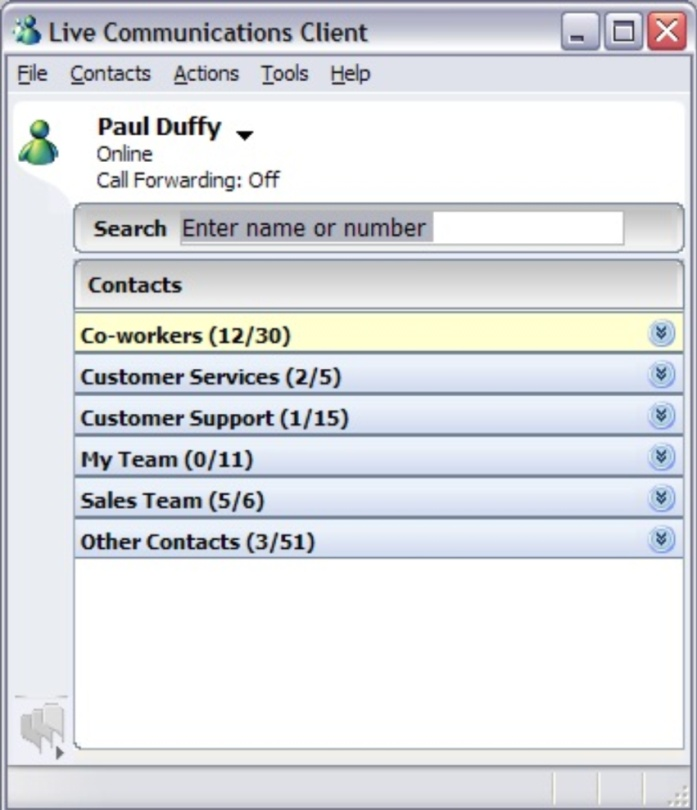 Live Communications Client
File Contacts Actions Tools Help
Paul Duffy
Online
Call Forwarding: Off
Search Enter name or number
Contacts
Co-workers (12/30)
Customer Services (2/5)
Customer Support (1/15)
My Team (0/11)
Sales Team (5/6)
Other Contacts (3/51)